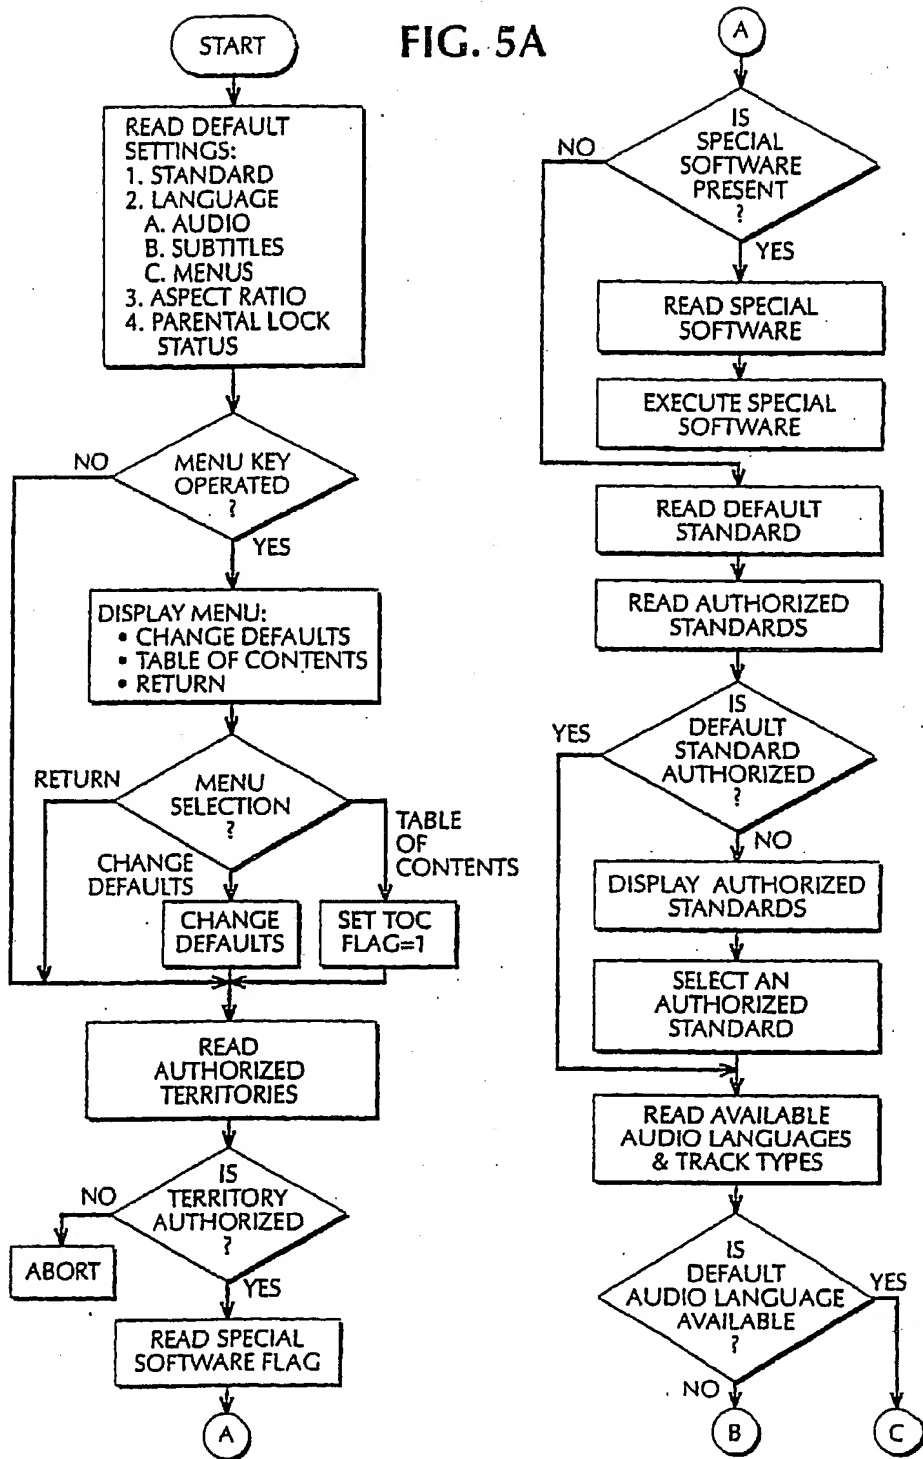 FIG. 5A
START
READ DEFAULT
SETTINGS:
1. STANDARD
2. LANGUAGE
A. AUDIO
B. SUBTITLES
C. MENUS
3. ASPECT RATIO
4. PARENTAL LOCK
STATUS
NO
MENU KEY
OPERATED
?
YES
DISPLAY MENU:
• CHANGE DEFAULTS
• TABLE OF CONTENTS
• RETURN
RETURN
MENU
SELECTION
?
TABLE
OF
CONTENTS
CHANGE
DEFAULTS
CHANGE
DEFAULTS
SET TOC
FLAG=1
READ
AUTHORIZED
TERRITORIES
NO
IS
TERRITORY
AUTHORIZED
?
ABORT
YES
READ SPECIAL
SOFTWARE FLAG
A
A
NO
IS
SPECIAL
SOFTWARE
PRESENT
?
YES
READ SPECIAL
SOFTWARE
EXECUTE SPECIAL
SOFTWARE
READ DEFAULT
STANDARD
READ AUTHORIZED
STANDARDS
YES
IS
DEFAULT
STANDARD
AUTHORIZED
?
NO
DISPLAY AUTHORIZED
STANDARDS
SELECT AN
AUTHORIZED
STANDARD
READ AVAILABLE
AUDIO LANGUAGES
& TRACK TYPES
IS
DEFAULT
AUDIO LANGUAGE
AVAILABLE
?
YES
NO
B
C